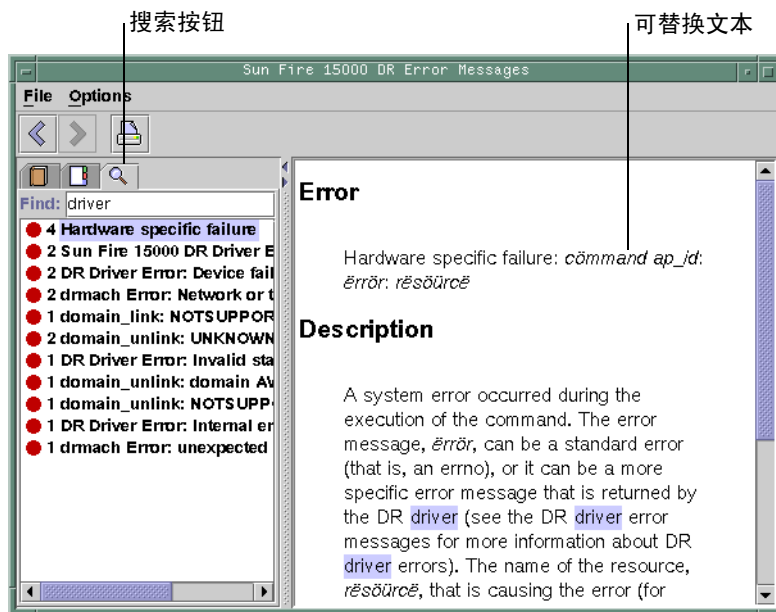 搜索按钮
可替换文本
Sun Fire 15000 DR Error Messages
File Options
Find: driver
4 Hardware specific failure
2 Sun Fire 15000 DR Driver E
2 DR Driver Error: Device fail
2 drmach Error: Network or t
1 domain_link: NOTSUPPOR
2 domain_unlink: UNKNOWN
1 DR Driver Error: Invalid sta
1 domain_unlink: domain AV
1 domain_unlink: NOTSUPP
1 DR Driver Error: Internal er
1 drmach Error: unexpected
Error
Hardware specific failure: cömmand ap_id:
ërrör: rësöürcë
Description
A system error occurred during the
execution of the command. The error
message, ërrör, can be a standard error
(that is, an errno), or it can be a more
specific error message that is returned by
the DR driver (see the DR driver error
messages for more information about DR
driver errors). The name of the resource,
rësöürcë, that is causing the error (for